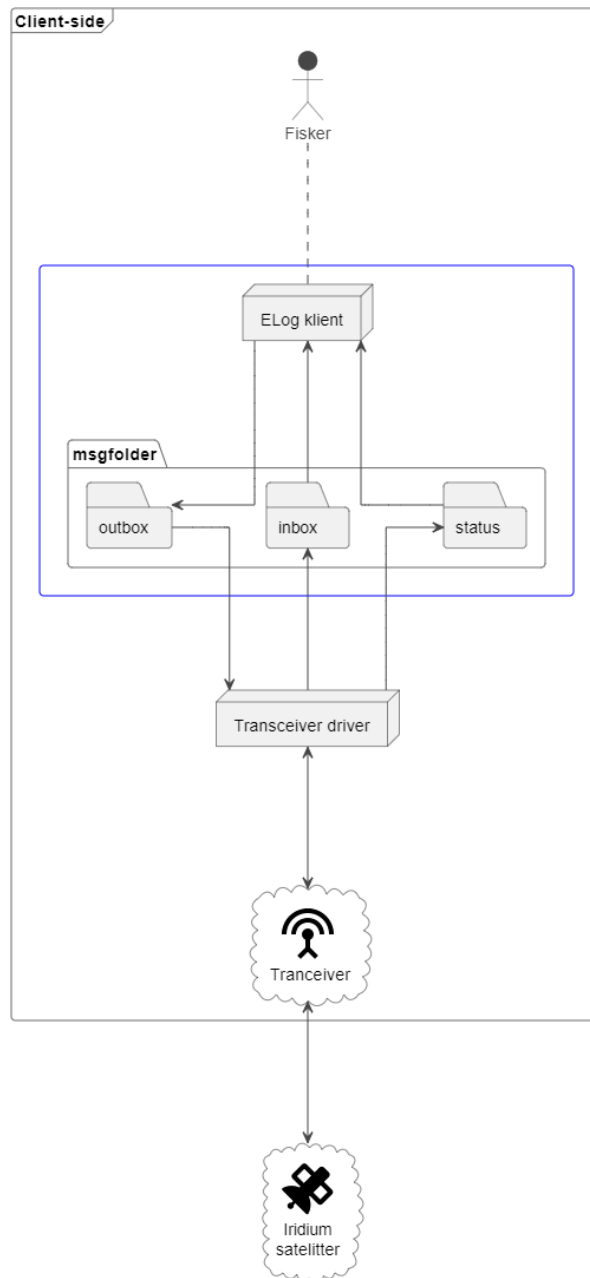 Client-side
Fisker
ELog klient
msgfolder
outbox
inbox
status
Transceiver driver
Tranceiver
Iridium
satelitter